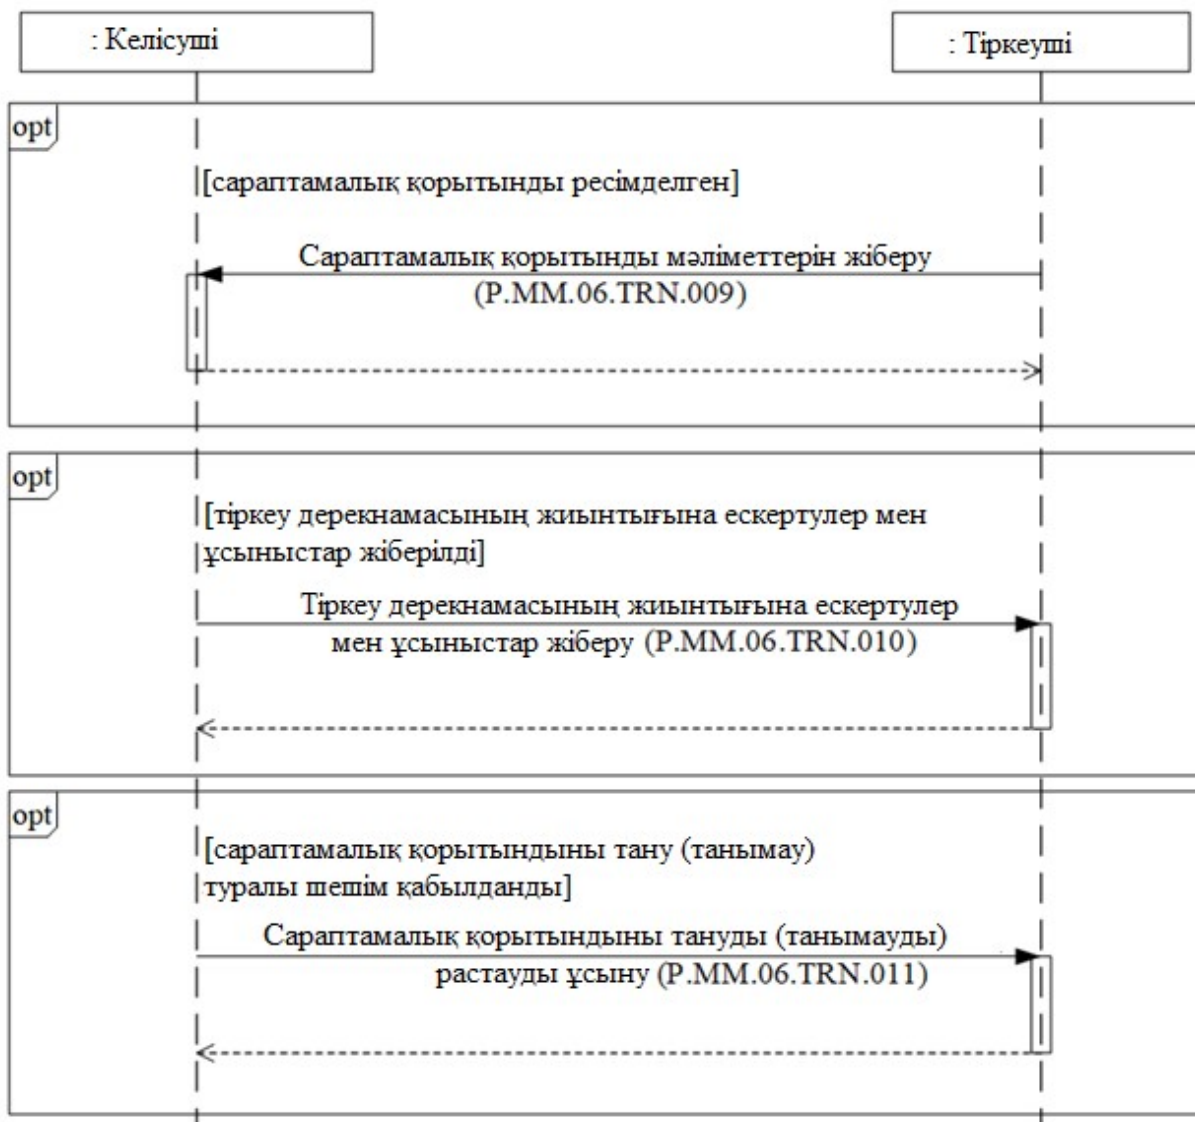 : Келісуші
: Тіркеуші
opt
[сараптамалық қорытынды ресімделген]
Сараптамалық қорытынды мәліметтерін жіберу
(P.MM.06.TRN.009)
opt
[тіркеу дерекнамасының жиынтығына ескертулер мен
ұсыныстар жіберілді]
Тіркеу дерекнамасының жиынтығына ескертулер
мен ұсыныстар жіберу (P.MM.06.TRN.010)
opt
[сараптамалық қорытындыны тану (танымау)
туралы шешім қабылданды]
Сараптамалық қорытындыны тануды (танымауды)
растауды ұсыну (P.MM.06.TRN.011)